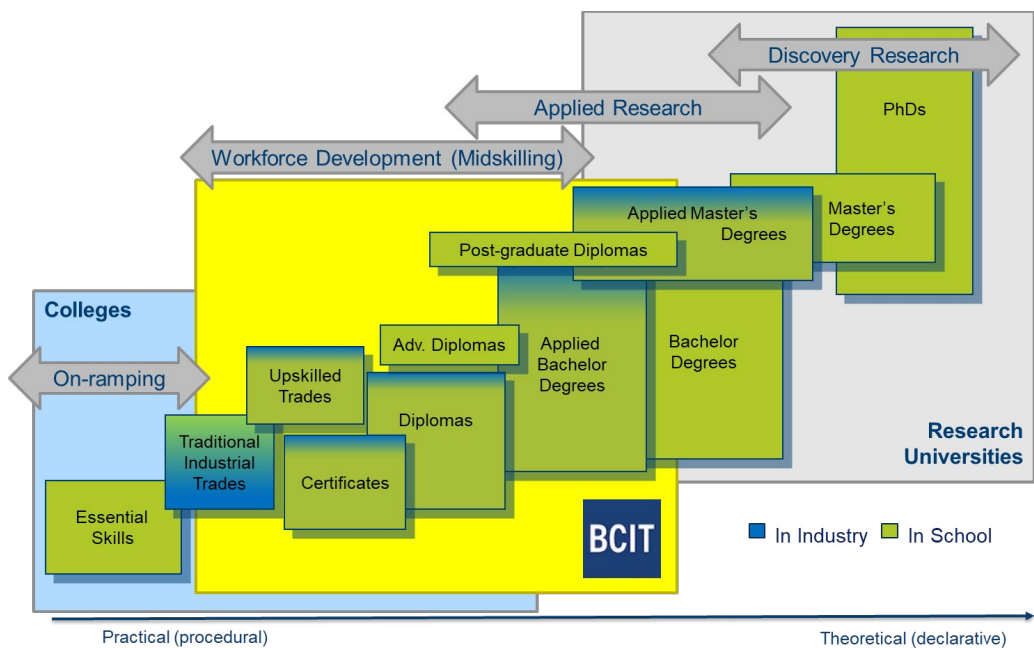 Discovery Research
PhDs
Applied Research
Workforce Development (Midskilling)
Applied Master's
Degrees
Master's
Degrees
Post-graduate Diplomas
Colleges
On-ramping
Adv. Diplomas
Applied
Bachelor
Degrees
Bachelor
Degrees
Upskilled
Trades
Diplomas
Traditional
Industrial
Trades
Certificates
Research
Universities
Essential
Skills
BCIT
In Industry
In School
Practical (procedural)
Theoretical (declarative)